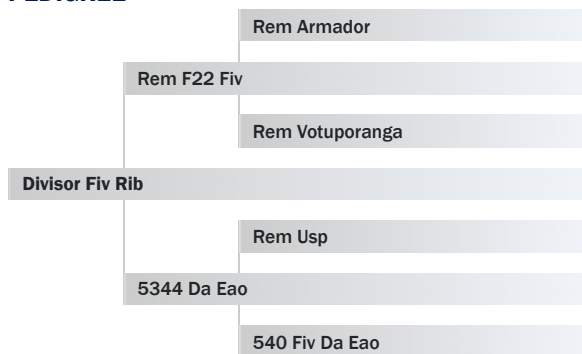 Rem Armador
Rem F22 Fiv
Rem Votuporanga
Divisor Fiv Rib
Rem Usp
5344 Da Eao
540 Fiv Da Eao